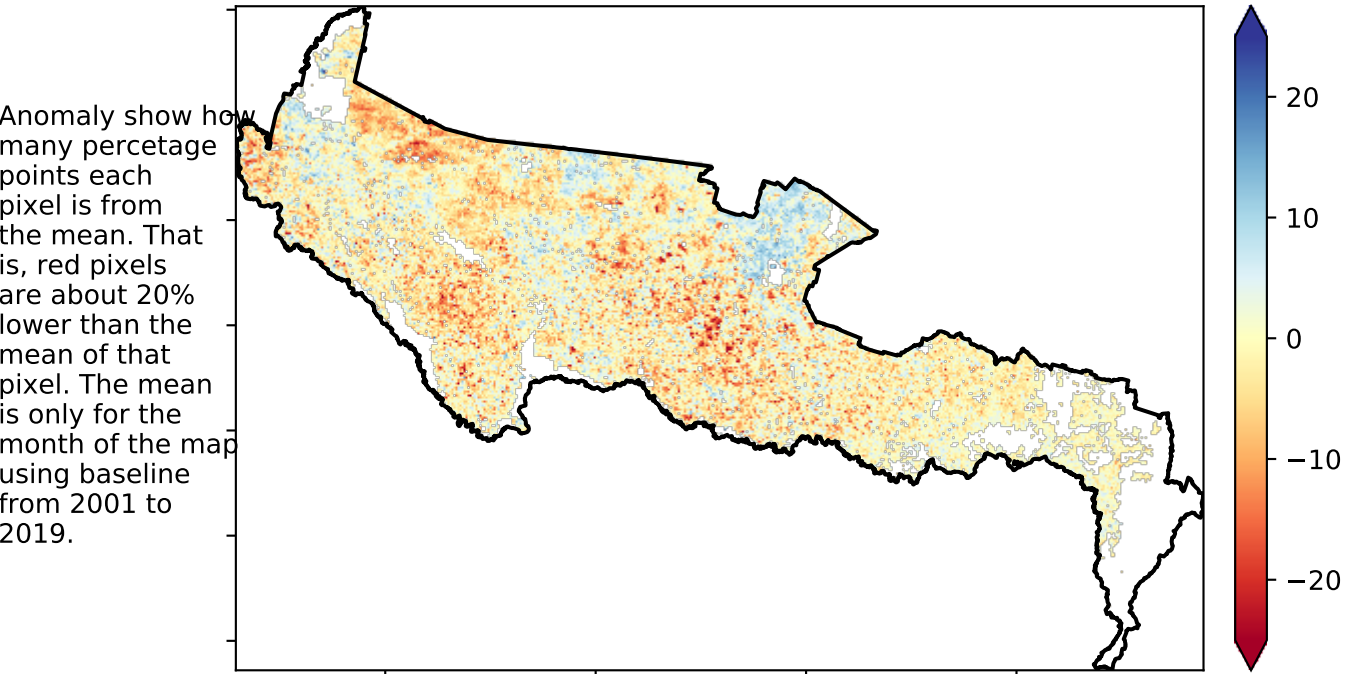 Anomaly show how
many percetage
points each
pixel is from
the mean. That
is, red pixels
are about 20%
lower than the
mean of that
pixel. The mean
is only for the
month of the map
using baseline
from 2001 to
2019.
20
10
0
−10
−20